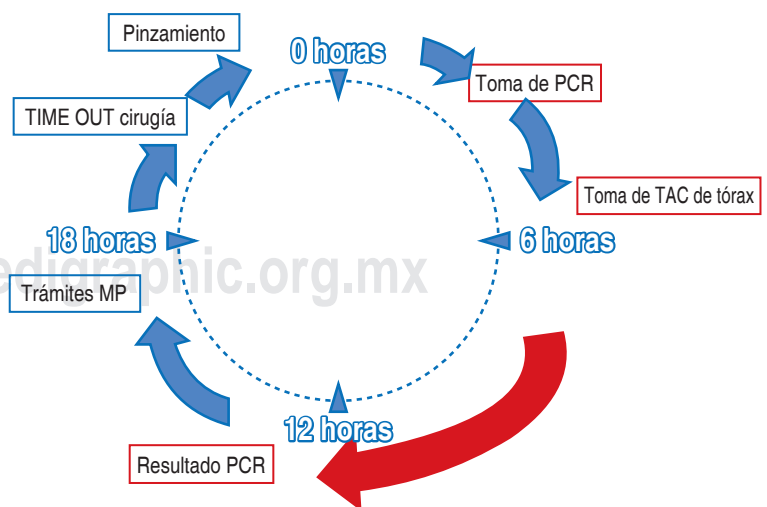 Pinzamiento
0 horas
Toma de PCR
TIME OUT cirugía
Toma de TAC de tórax
18 horas
6 horas
edigraphic.org.mx
Trámites MP
12 horas
Resultado PCR